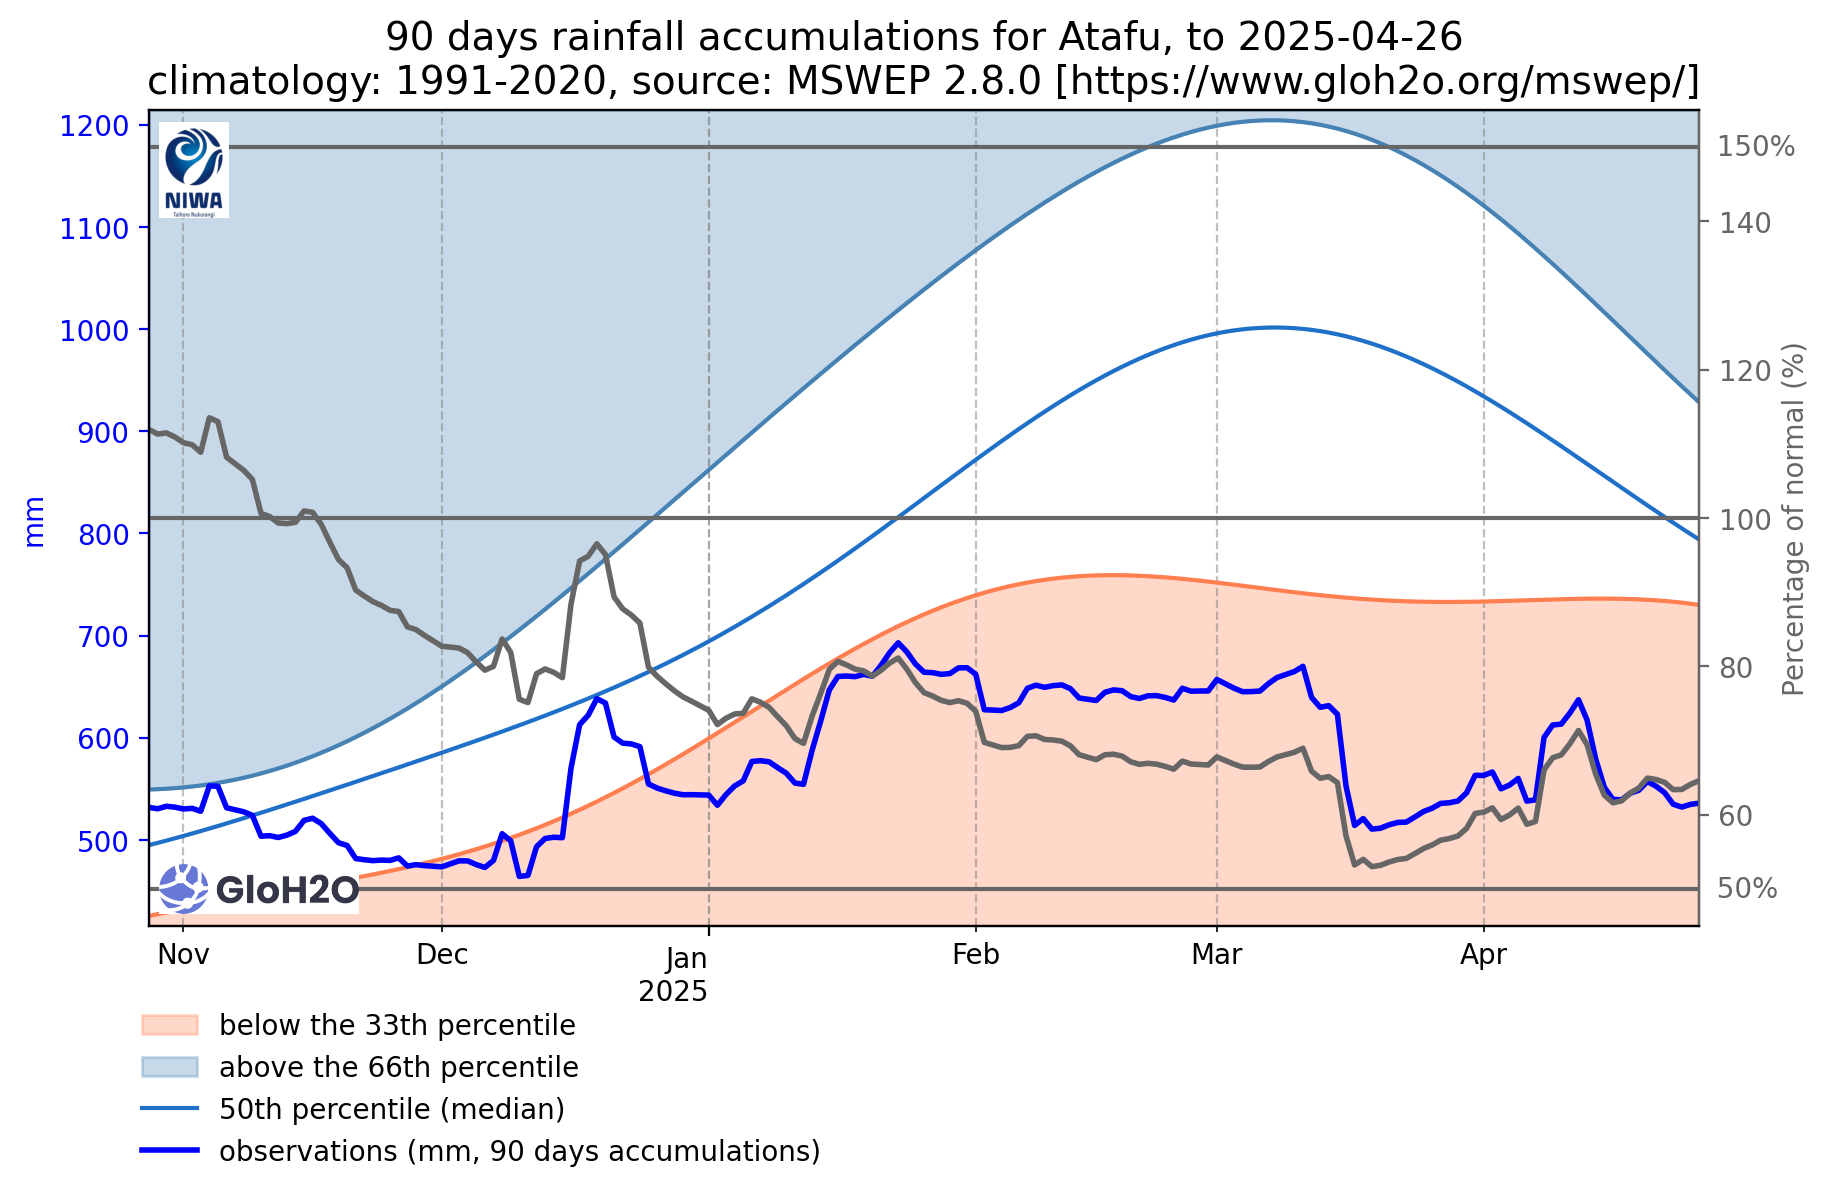 90 days rainfall accumulations for Atafu, to 2025-04-26
climatology: 1991-2020, source: MSWEP 2.8.0 [https://www.gloh2o.org/mswep/]
1200
1100
1000
900
800
700
600
500
mm
150%
140
120
100
80
60
50%
Percentage of normal (%)
NIWA
Taihoro Nukurangi
GloH2O
Nov
Dec
Jan
2025
Feb
Mar
Apr
below the 33th percentile
above the 66th percentile
50th percentile (median)
observations (mm, 90 days accumulations)